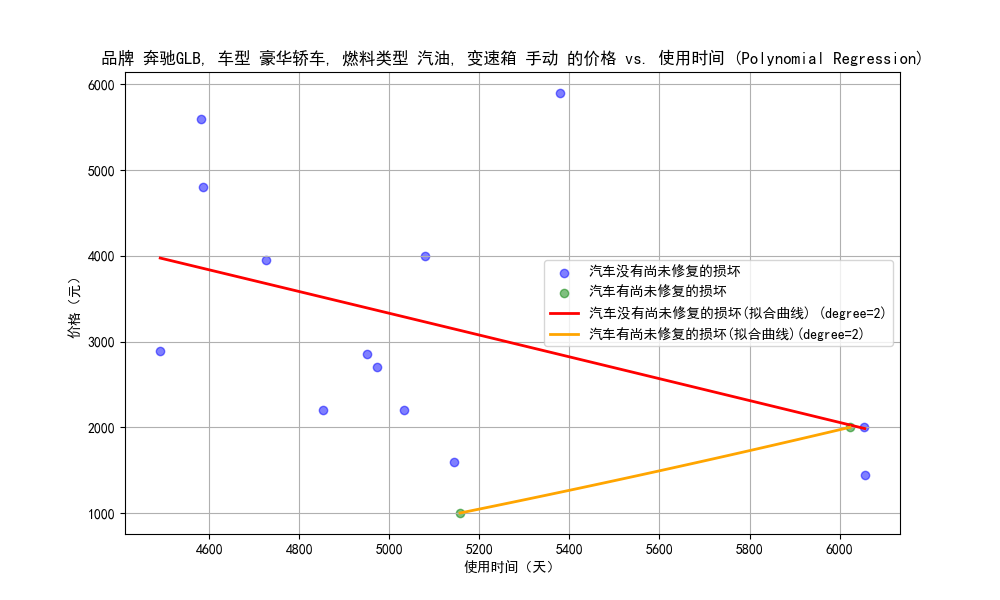 品牌 奔驰GLB, 车型 豪华轿车, 燃料类型 汽油, 变速箱 手动 的价格 vs. 使用时间 (Polynomial Regression)
价格（元）
6000
5000
4000
3000
2000
1000
汽车没有尚未修复的损坏
汽车有尚未修复的损坏
汽车没有尚未修复的损坏(拟合曲线) (degree=2)
汽车有尚未修复的损坏(拟合曲线)(degree=2)
4600 4800 5000 5200 5400 5600 5800 6000
使用时间（天）